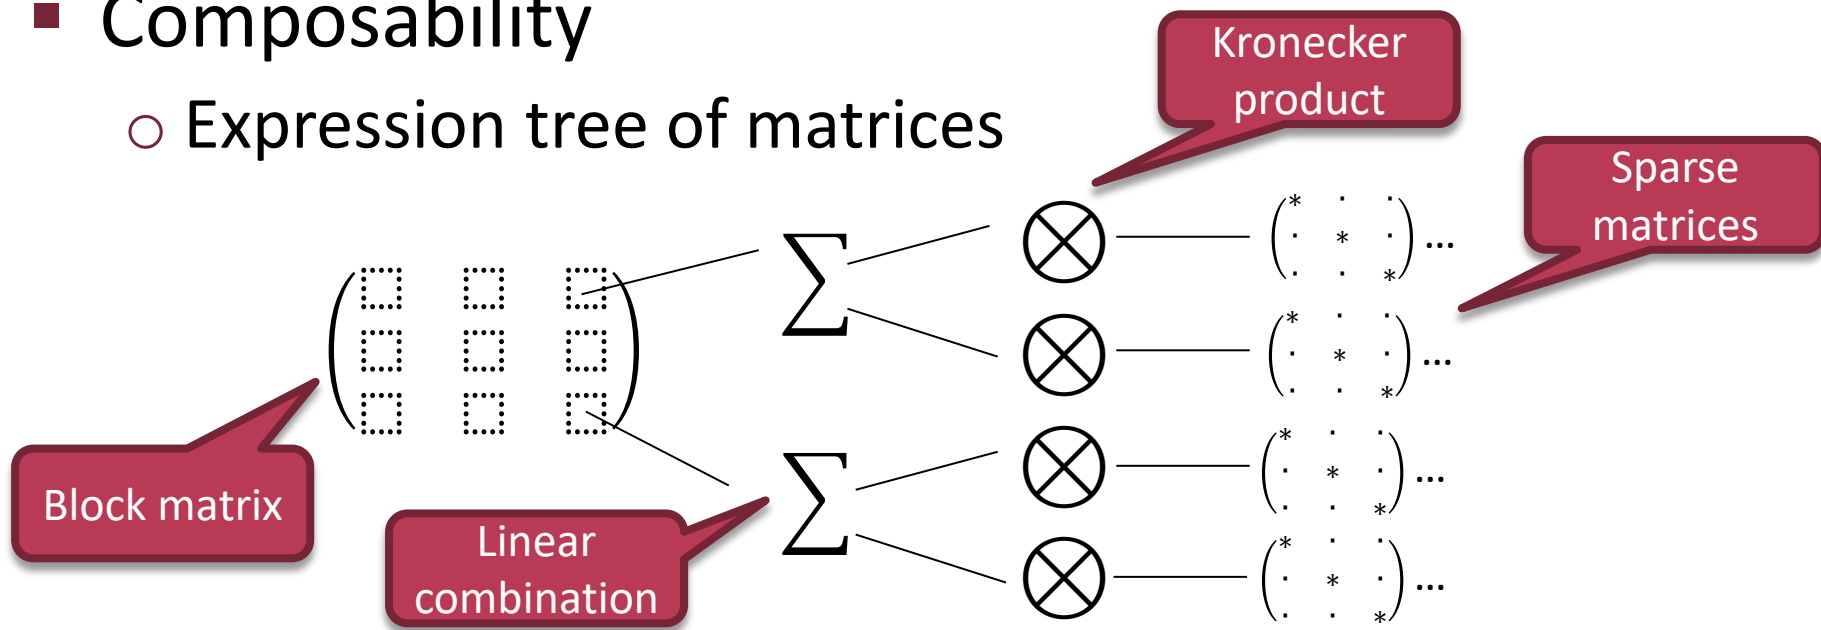 Composability
Expression tree of matrices
Kronecker
product
Sparse
matrices
∑ ⊗ (* · · · * · · · *) ...
⊗ (* · · · * · · · *) ...
Block matrix
Linear
combination
∑ ⊗ (* · · · * · · · *) ...
⊗ (* · · · * · · · *) ...